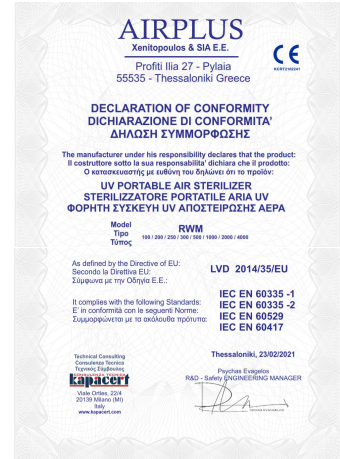 AIRPLUS
Xenitopoulos & SIA E.E.
Profiti Ilia 27 - Pylaia
55535 - Thessaloniki Greece
CE
DECLARATION OF CONFORMITY
DICHIARAZIONE DI CONFORMITA’
ΔΗΛΩΣΗ ΣΥΜΜΟΡΦΩΣΗΣ
The manufacturer under his responsibility declares that the product:
Il costruttore sotto la sua responsabilita’ dichiara che il prodotto:
Ο κατασκευαστής με ευθύνη του δηλώνει ότι το προϊόν:
UV PORTABLE AIR STERILIZER
STERILIZZATORE PORTATILE ARIA UV
ΦΟΡΗΤΗ ΣΥΣΚΕΥΗ UV ΑΠΟΣΤΕΙΡΩΣΗΣ ΑΕΡΑ
Model
Tipo
Τύπος
RWM
100 / 200 / 250 / 300 / 500 / 1000 / 2000 / 4000
As defined by the Directive of EU:
Secondo la Direttiva EU:
Σύμφωνα με την Οδηγία Ε.Ε.:
LVD 2014/35/EU
It complies with the following Standards:
E’ in conformità con le seguenti Norme:
Συμμορφώνεται με τα ακόλουθα πρότυπα:
IEC EN 60335 -1
IEC EN 60335 -2
IEC EN 60529
IEC EN 60417
Technical Consulting
Consulenza Tecnica
Τεχνικός Σύμβουλος
CONSULENZA TECNICA
kapacert
Viale Ortles, 22/4
20139 Milano (MI)
Italy
www.kapacert.com
Thessaloniki, 23/02/2021
Psychas Evagelos
R&D - Safety ENGINEERING MANAGER